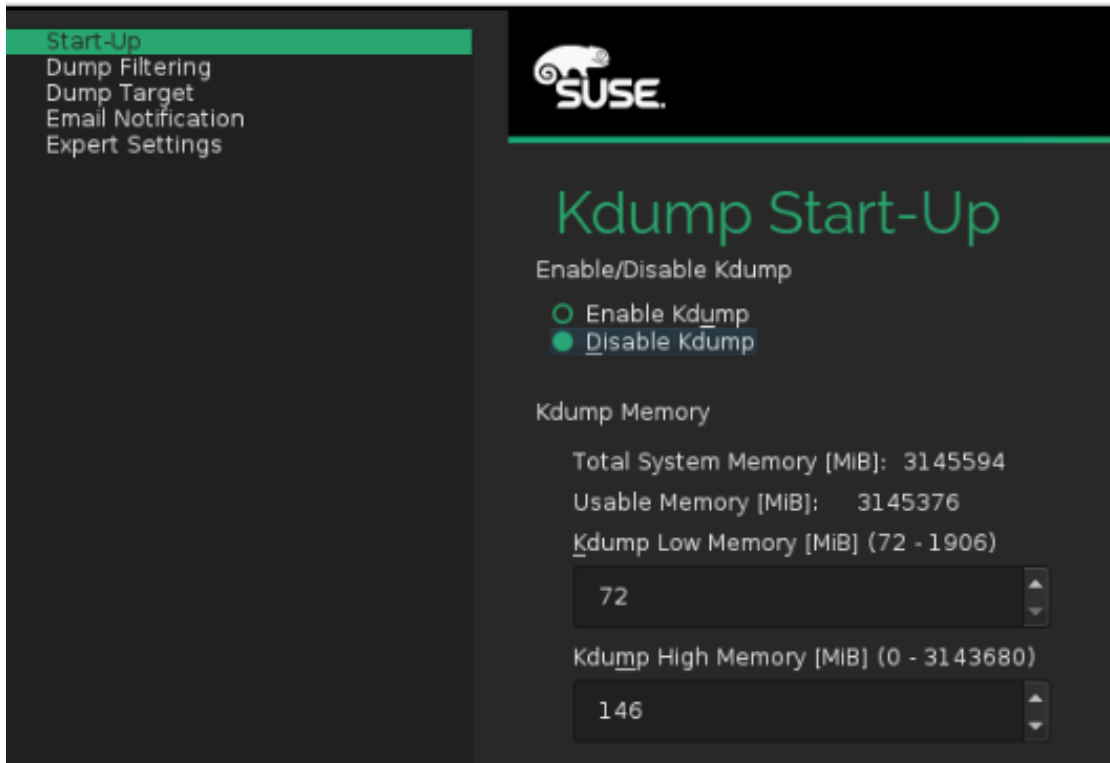 Start-Up
Dump Filtering
Dump Target
Email Notification
Expert Settings
SUSE.
Kdump Start-Up
Enable/Disable Kdump
Enable Kdump
Disable Kdump
Kdump Memory
Total System Memory [MiB]: 3145594
Usable Memory [MiB]: 3145376
Kdump Low Memory [MiB] (72 - 1906)
72
Kdump High Memory [MiB] (0 - 3143680)
146